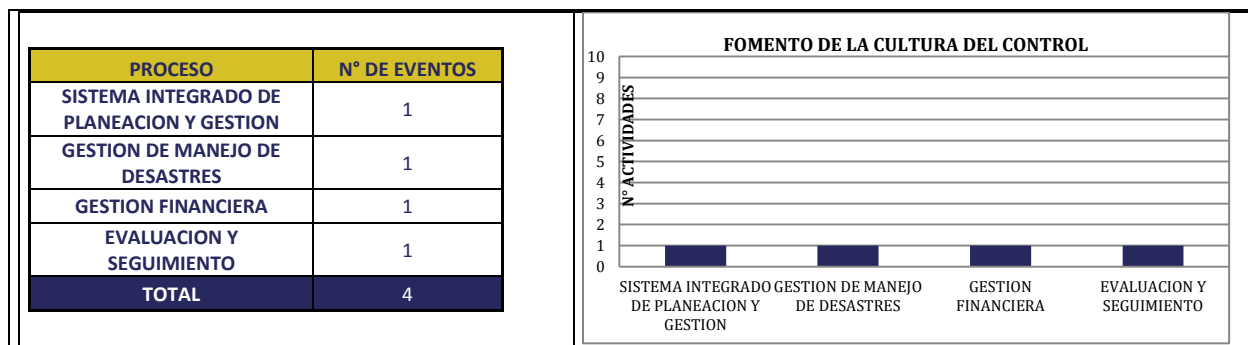 PROCESO N° DE EVENTOS
SISTEMA INTEGRADO DE
PLANEACION Y GESTION
1
GESTION DE MANEJO DE
DESASTRES
1
GESTION FINANCIERA 1
EVALUACION Y
SEGUIMIENTO
1
TOTAL 4
FOMENTO DE LA CULTURA DEL CONTROL
N° ACTIVIDADES
10
9
8
7
6
5
4
3
2
1
0
SISTEMA INTEGRADO
DE PLANEACION Y
GESTION
GESTION DE MANEJO
DE DESASTRES
GESTION
FINANCIERA
EVALUACION Y
SEGUIMIENTO